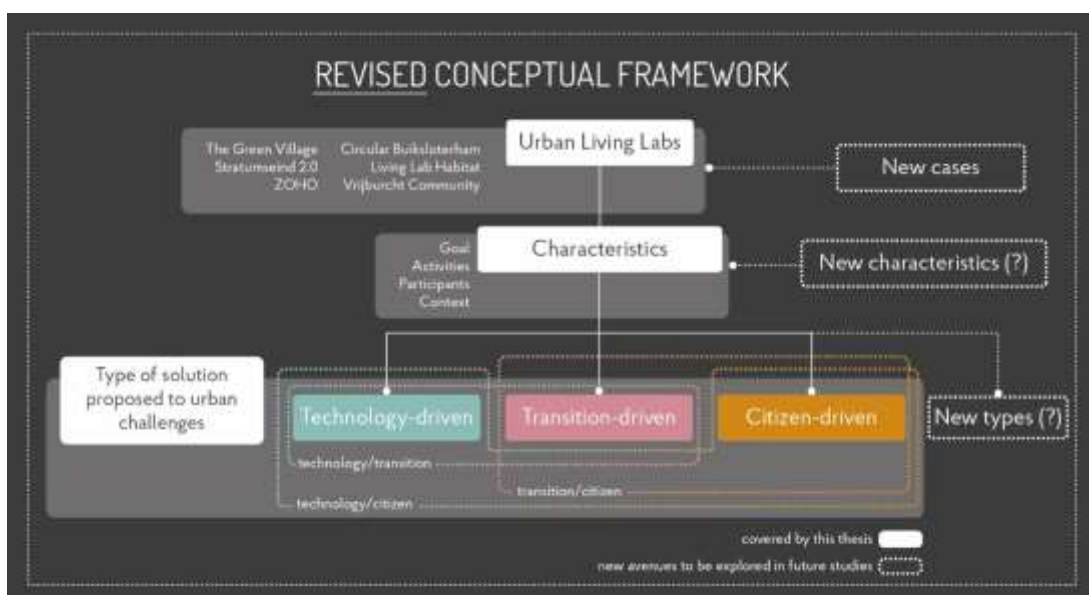 REVISED CONCEPTUAL FRAMEWORK
Urban Living Labs
The Green Village Circular Buiksloterham
Stratumseind 2.0 Living Lab Habitat
ZOHO Vrijburcht Community
New cases
Characteristics
Goal
Activities
Participants
Context
New characteristics (?)
Type of solution
proposed to urban
challenges
Technology-driven
Transition-driven
Citizen-driven
New types (?)
technology/transition
transition/citizen
technology/citizen
covered by this thesis
new avenues to be explored in future studies